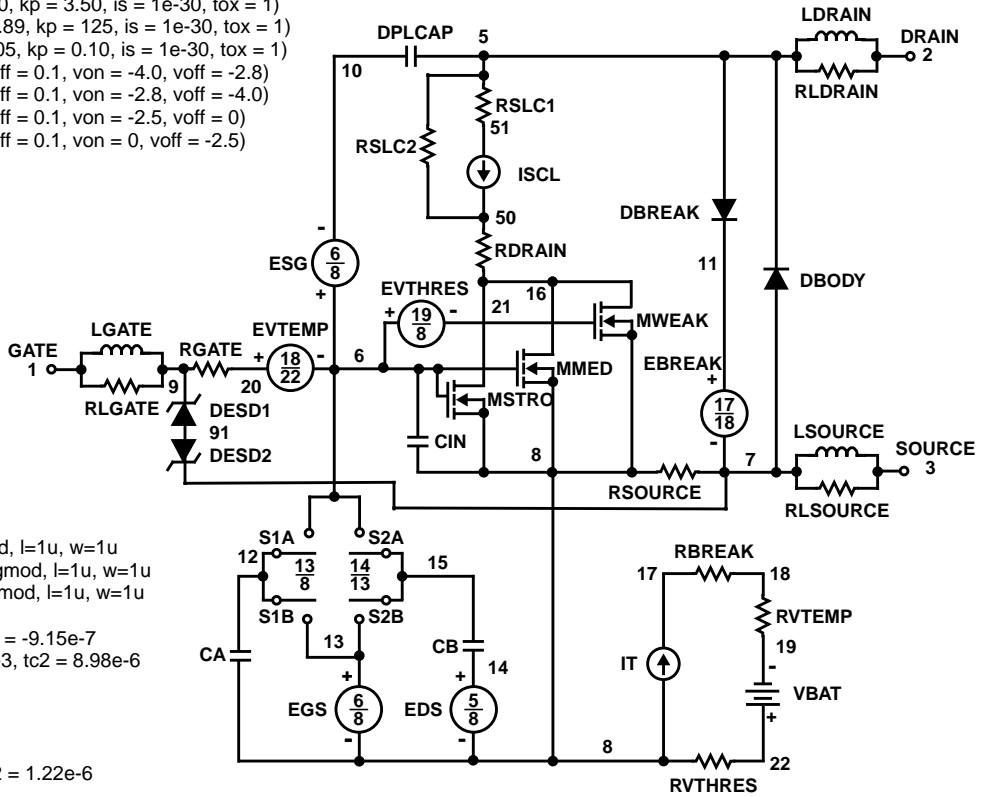 0, kp = 3.50, is = 1e-30, tox = 1)
.89, kp = 125, is = 1e-30, tox = 1)
05, kp = 0.10, is = 1e-30, tox = 1)
off = 0.1, von = -4.0, voff = -2.8)
off = 0.1, von = -2.8, voff = -4.0)
off = 0.1, von = -2.5, voff = 0)
off = 0.1, von = 0, voff = -2.5)
LDRAIN
DPLCAP
5
DRAIN
2
10
RLDRAIN
RSLC1
51
RSLC2
ISCL
DBREAK
50
-
RDRAIN
ESG
6
8
+
11
DBODY
EVTHRES
16
+
19
8
-
21
MWEAK
LGATE
EVTEMP
GATE
1
RGATE
+
18
22
-
6
EBREAK
MMED
+
9
20
MSTRO
17
18
RLGATE
DESD1
91
DESD2
CIN
-
LSOURCE
8
7
SOURCE
3
RSOURCE
RLSOURCE
S1A
S2A
d, l=1u, w=1u
gmod, l=1u, w=1u
mod, l=1u, w=1u
12
13
8
14
13
15
RBREAK
17
18
S1B
S2B
RVTEMP
= -9.15e-7
e3, tc2 = 8.98e-6
13
CB
19
CA
14
IT
-
+
+
VBAT
EGS
6
8
EDS
5
8
+
-
-
8
22
2 = 1.22e-6
RVTHRES